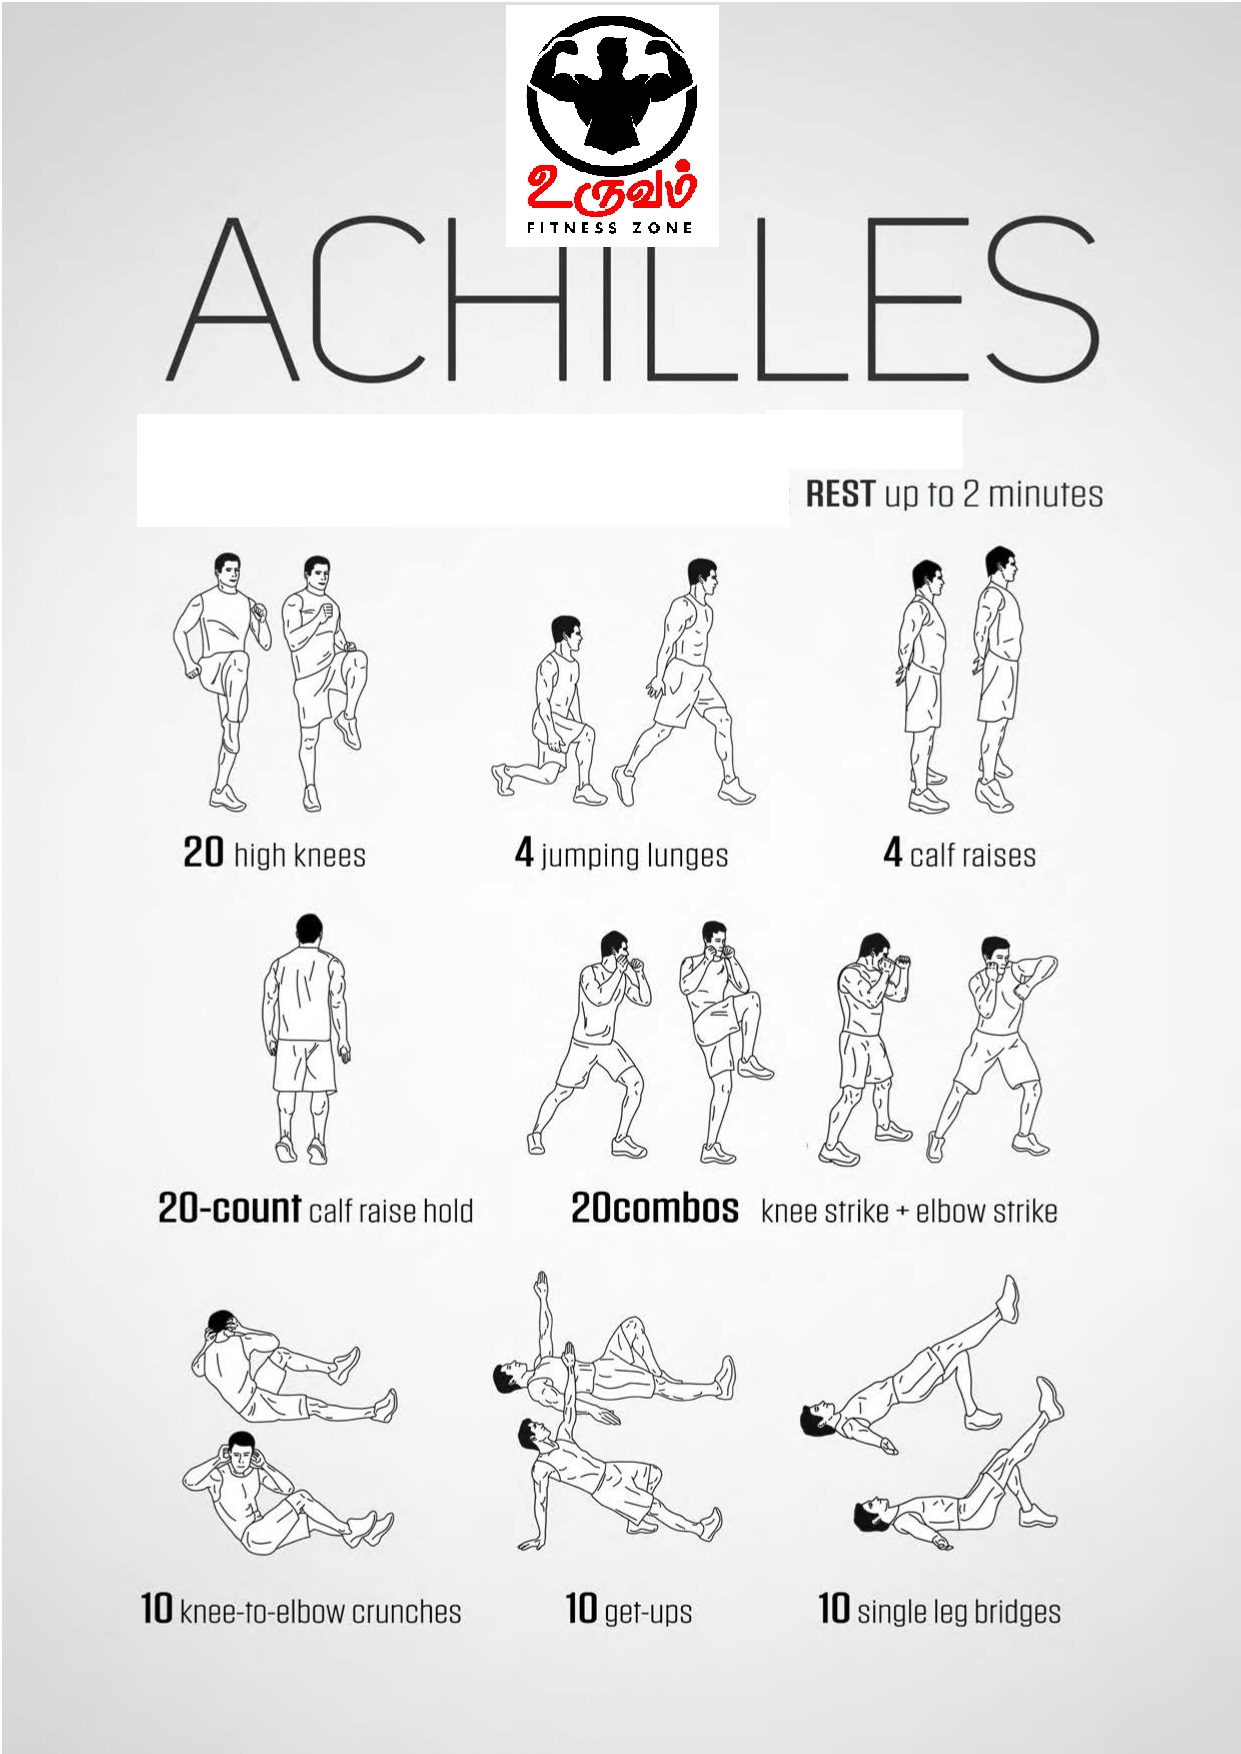 உருவம்
FITNESS ZONE
ACHILLES
REST up to 2 minutes
20 high knees
4 jumping lunges
4 calf raises
20-count calf raise hold
20combos knee strike + elbow strike
10 knee-to-elbow crunches
10 get-ups
10 single leg bridges